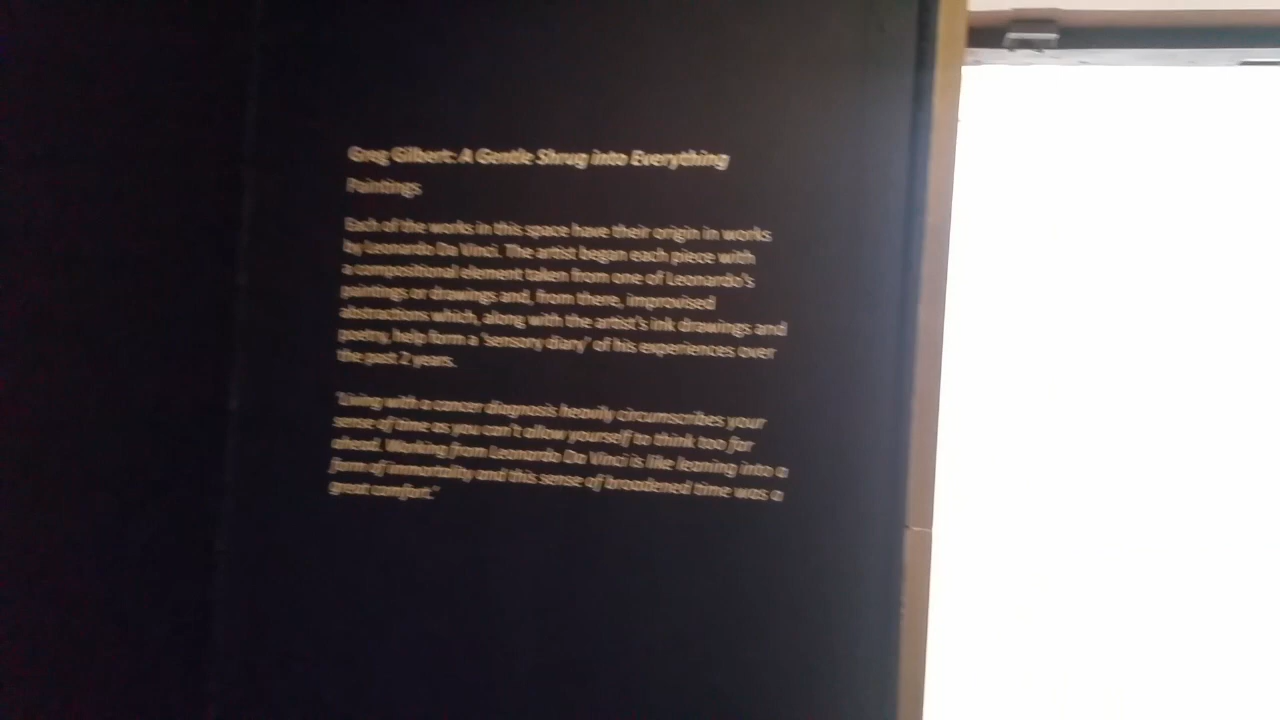 Greg Gilbert: A Gentle Shrug into Everything
Paintings
Each of the works in this space have their origin in works
by Leonardo Da Vinci. The artist began each piece with
a compositional element taken from one of Leonardo's
paintings or drawings and, from there, improvised
abstractions which, along with the artist's ink drawings and
poetry, help form a 'sensory diary' of his experiences over
the past 2 years.
'Living with a cancer diagnosis heavily circumscribes your
sense of time as you can't allow yourself to think too far
ahead. Working from Leonardo Da Vinci is like leaning into a
form of immortality and this sense of broadened time was a
great comfort.'